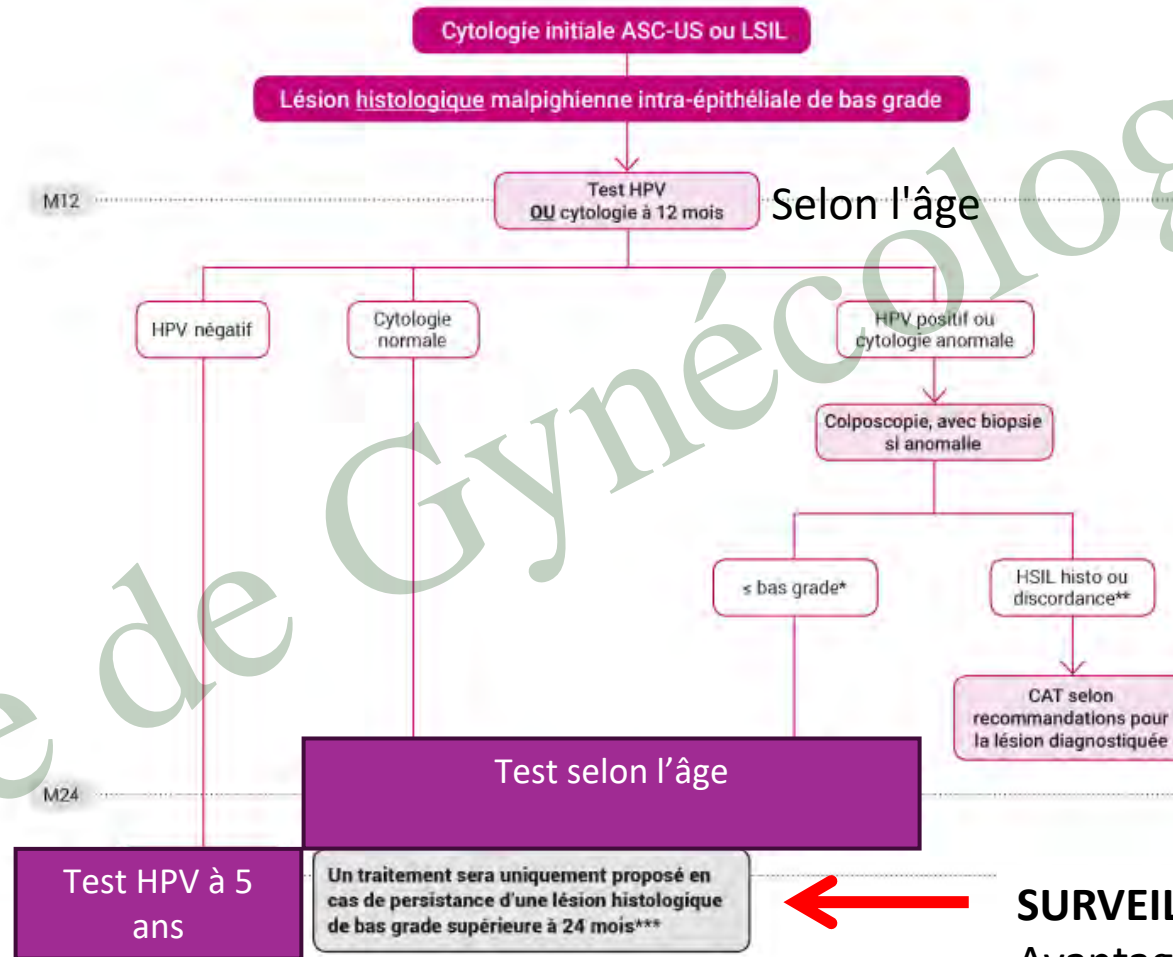 Cytologie initiale ASC-US ou LSIL
Lésion histologique malpighienne intra-épithéliale de bas grade
M12
Test HPV
OU cytologie à 12 mois
Selon l'âge
HPV négatif
Cytologie
normale
HPV positif ou
cytologie anormale
Colposcopie, avec biopsie
si anomalie
≤ bas grade*
HSIL histo ou
discordance**
CAT selon
recommandations pour
la lésion diagnostiquée
Test selon l’âge
M24
Test HPV à 5
ans
Un traitement sera uniquement proposé en
cas de persistance d'une lésion histologique
de bas grade supérieure à 24 mois***
de Gynécolog